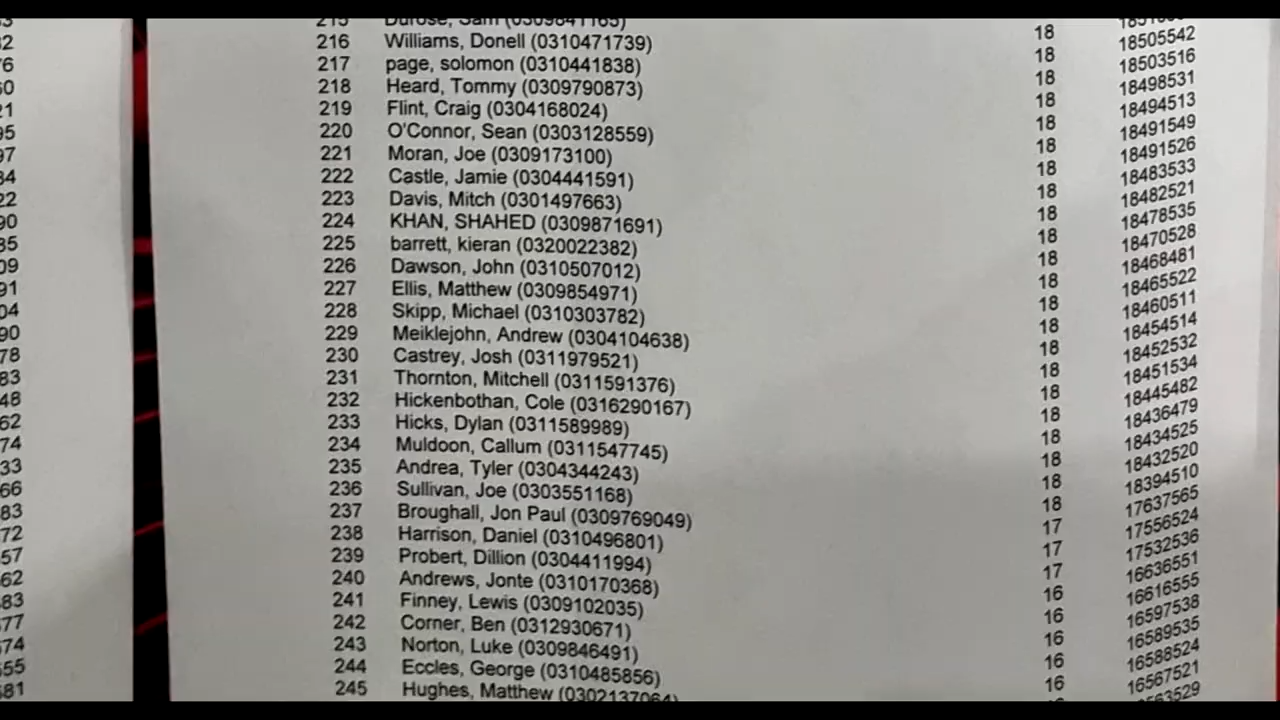 216 Williams, Donell (0310471739) 18 18505542
217 page, solomon (0310441838) 18 18503516
218 Heard, Tommy (0309790873) 18 18498531
219 Flint, Craig (0304168024) 18 18494513
220 O'Connor, Sean (0303128559) 18 18491549
221 Moran, Joe (0309173100) 18 18491526
222 Castle, Jamie (0304441591) 18 18483533
223 Davis, Mitch (0301497663) 18 18482521
224 KHAN, SHAHED (0309871691) 18 18478535
225 barrett, kieran (0320022382) 18 18470528
226 Dawson, John (0310507012) 18 18468481
227 Ellis, Matthew (0309854971) 18 18465522
228 Skipp, Michael (0310303782) 18 18460511
229 Meiklejohn, Andrew (0304104638) 18 18454514
230 Castrey, Josh (0311979521) 18 18452532
231 Thornton, Mitchell (0311591376) 18 18451534
232 Hickenbothan, Cole (0316290167) 18 18445482
233 Hicks, Dylan (0311589989) 18 18436479
234 Muldoon, Callum (0311547745) 18 18434525
235 Andrea, Tyler (0304344243) 18 18432520
236 Sullivan, Joe (0303551168) 18 18394510
237 Broughall, Jon Paul (0309769049) 17 17637565
238 Harrison, Daniel (0310496801) 17 17556524
239 Probert, Dillion (0304411994) 17 17532536
240 Andrews, Jonte (0310170368) 16 16636551
241 Finney, Lewis (0309102035) 16 16616555
242 Corner, Ben (0312930671) 16 16597538
243 Norton, Luke (0309846491) 16 16589535
244 Eccles, George (0310485856) 16 16588524
245 Hughes, Matthew (0302137064) 16567521